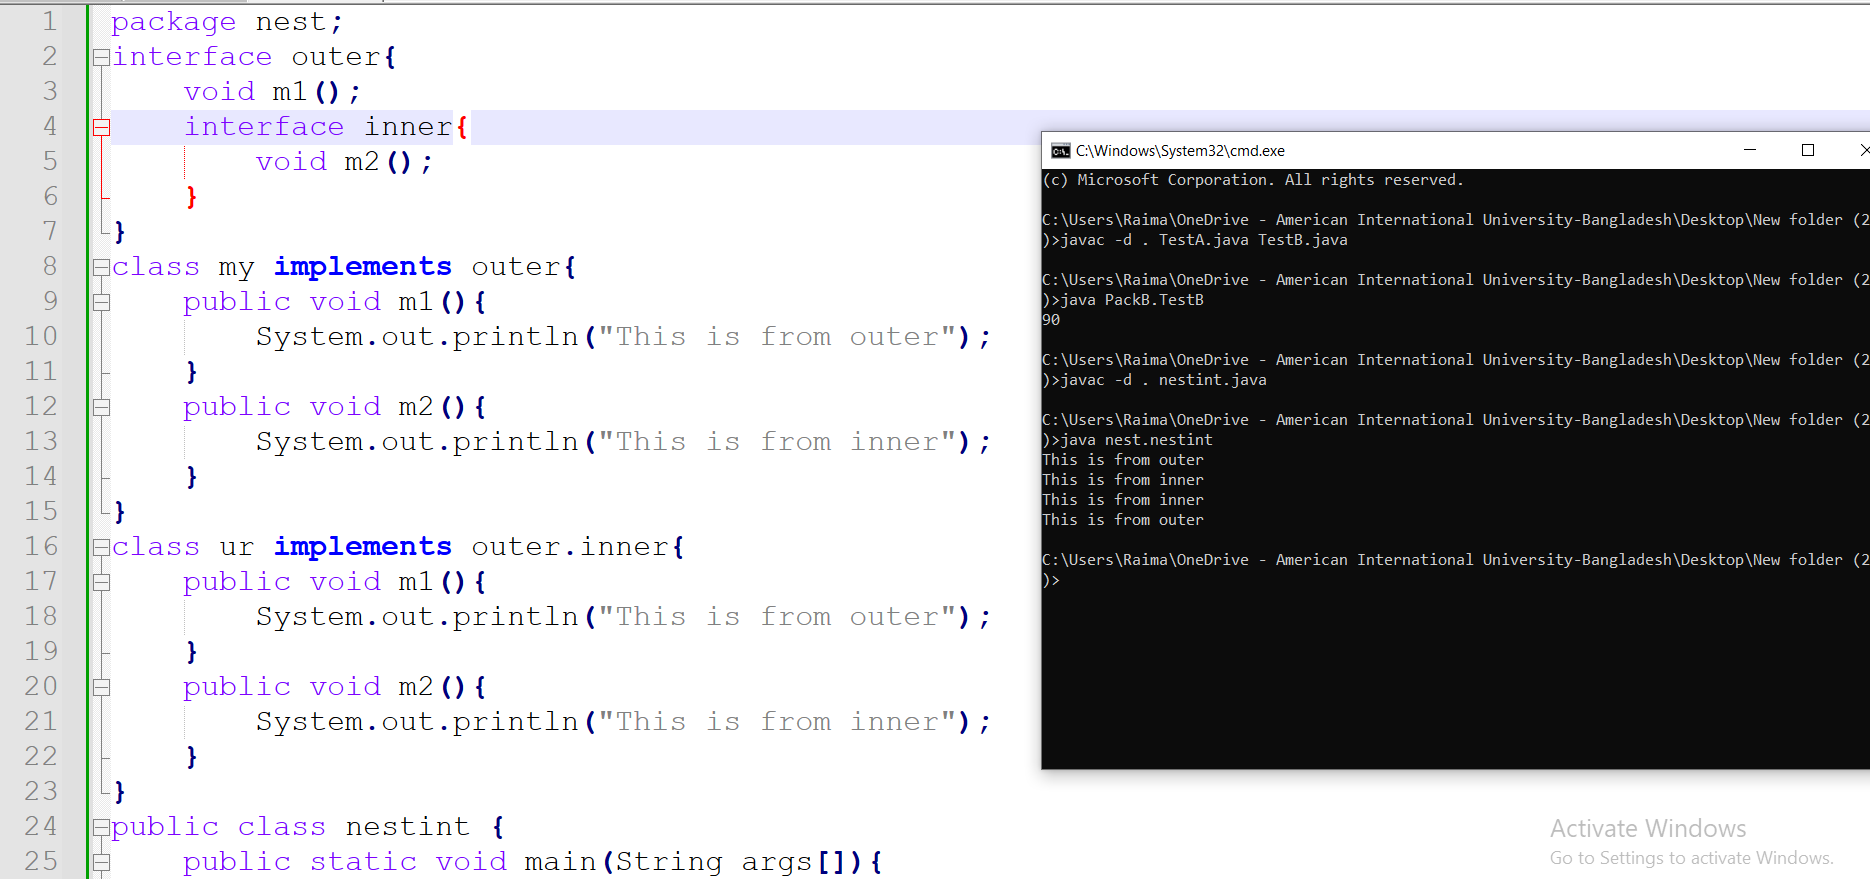 1 package nest;
2 interface outer{
3 void m1();
4 interface inner{
5 void m2();
6 }
7 }
8 class my implements outer{
9 public void m1(){
10 System.out.println("This is from outer");
11 }
12 public void m2(){
13 System.out.println("This is from inner");
14 }
15 }
16 class ur implements outer.inner{
17 public void m1(){
18 System.out.println("This is from outer");
19 }
20 public void m2(){
21 System.out.println("This is from inner");
22 }
23 }
24 public class nestint {
25 public static void main(String args[]){
C:\Windows\System32\cmd.exe
(c) Microsoft Corporation. All rights reserved.
C:\Users\Raima\OneDrive - American International University-Bangladesh\Desktop\New folder (2
)>javac -d . TestA.java TestB.java
C:\Users\Raima\OneDrive - American International University-Bangladesh\Desktop\New folder (2
)>java PackB.TestB
90
C:\Users\Raima\OneDrive - American International University-Bangladesh\Desktop\New folder (2
)>javac -d . nestint.java
C:\Users\Raima\OneDrive - American International University-Bangladesh\Desktop\New folder (2
)>java nest.nestint
This is from outer
This is from inner
This is from inner
This is from outer
C:\Users\Raima\OneDrive - American International University-Bangladesh\Desktop\New folder (2
)>
Activate Windows
Go to Settings to activate Windows.